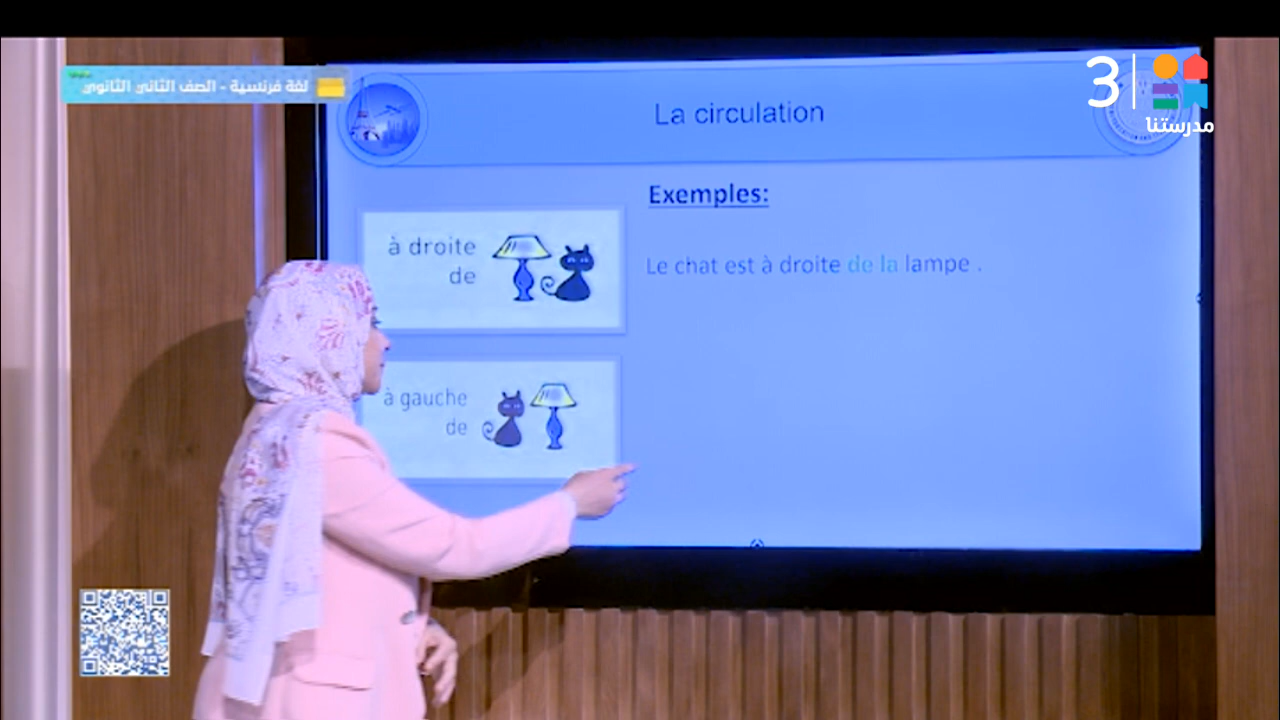 لغة فرنسية - الصف الثاني الثانوي
3
مدرستنا
La circulation
Exemples:
à droite
de
Le chat est à droite de la lampe .
à gauche
de